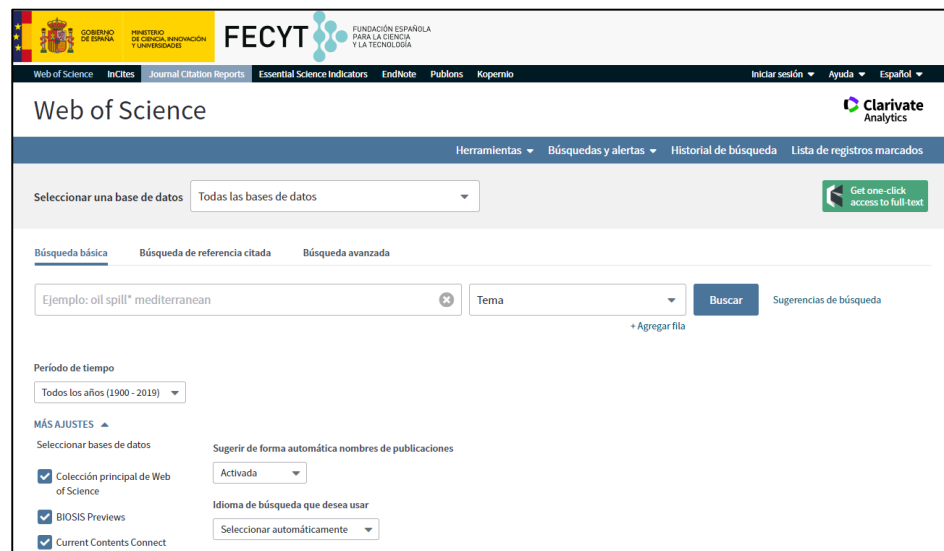 GOBIERNO
DE ESPAÑA
MINISTERIO
DE CIENCIA, INNOVACIÓN
Y UNIVERSIDADES
FECYT
FUNDACIÓN ESPAÑOLA
PARA LA CIENCIA
Y LA TECNOLOGÍA
Web of Science InCites Journal Citation Reports Essential Science Indicators EndNote Publons Kopernio Iniciar sesión Ayuda Español
Web of Science
Clarivate
Analytics
Herramientas Búsquedas y alertas Historial de búsqueda Lista de registros marcados
Seleccionar una base de datos Todas las bases de datos
Get one-click
access to full-text
Búsqueda básica Búsqueda de referencia citada Búsqueda avanzada
Ejemplo: oil spill* mediterranean Tema Buscar Sugerencias de búsqueda
+ Agregar fila
Período de tiempo
Todos los años (1900 - 2019)
MÁS AJUSTES
Seleccionar bases de datos
Colección principal de Web
of Science
BIOSIS Previews
Current Contents Connect
Sugerir de forma automática nombres de publicaciones
Activada
Idioma de búsqueda que desea usar
Seleccionar automáticamente